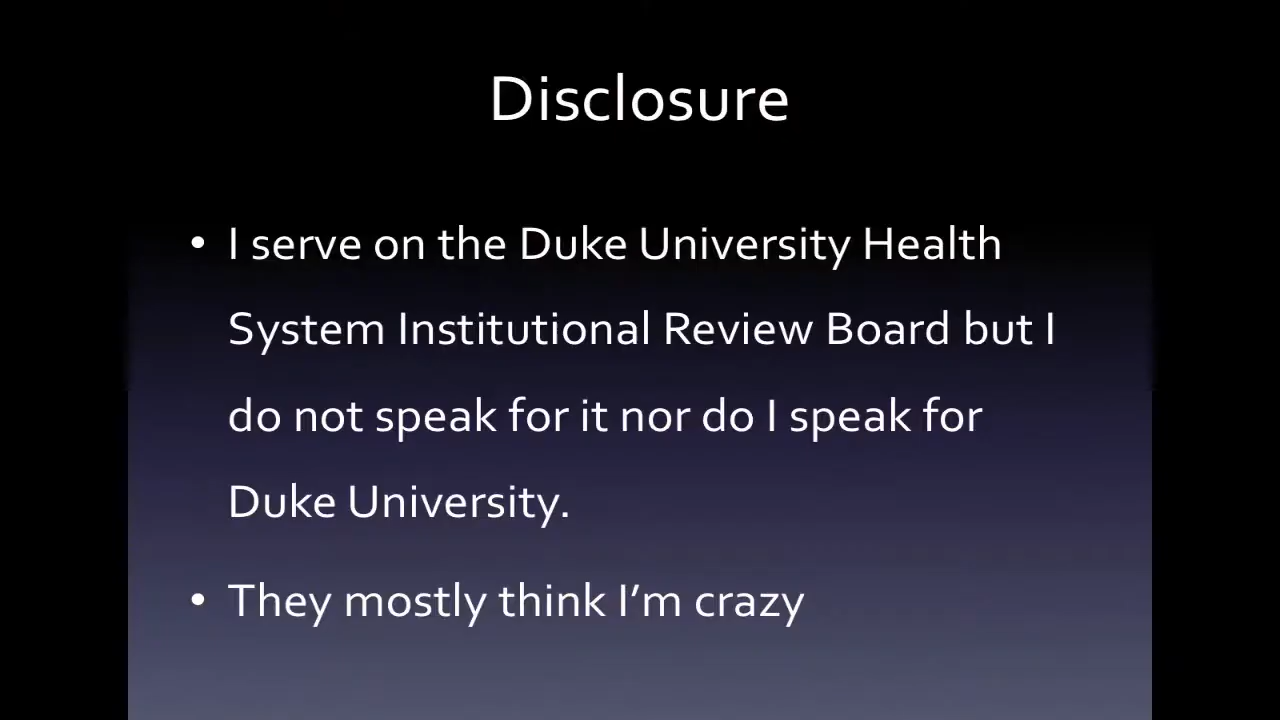 Disclosure
• I serve on the Duke University Health
System Institutional Review Board but I
do not speak for it nor do I speak for
Duke University.
• They mostly think I’m crazy